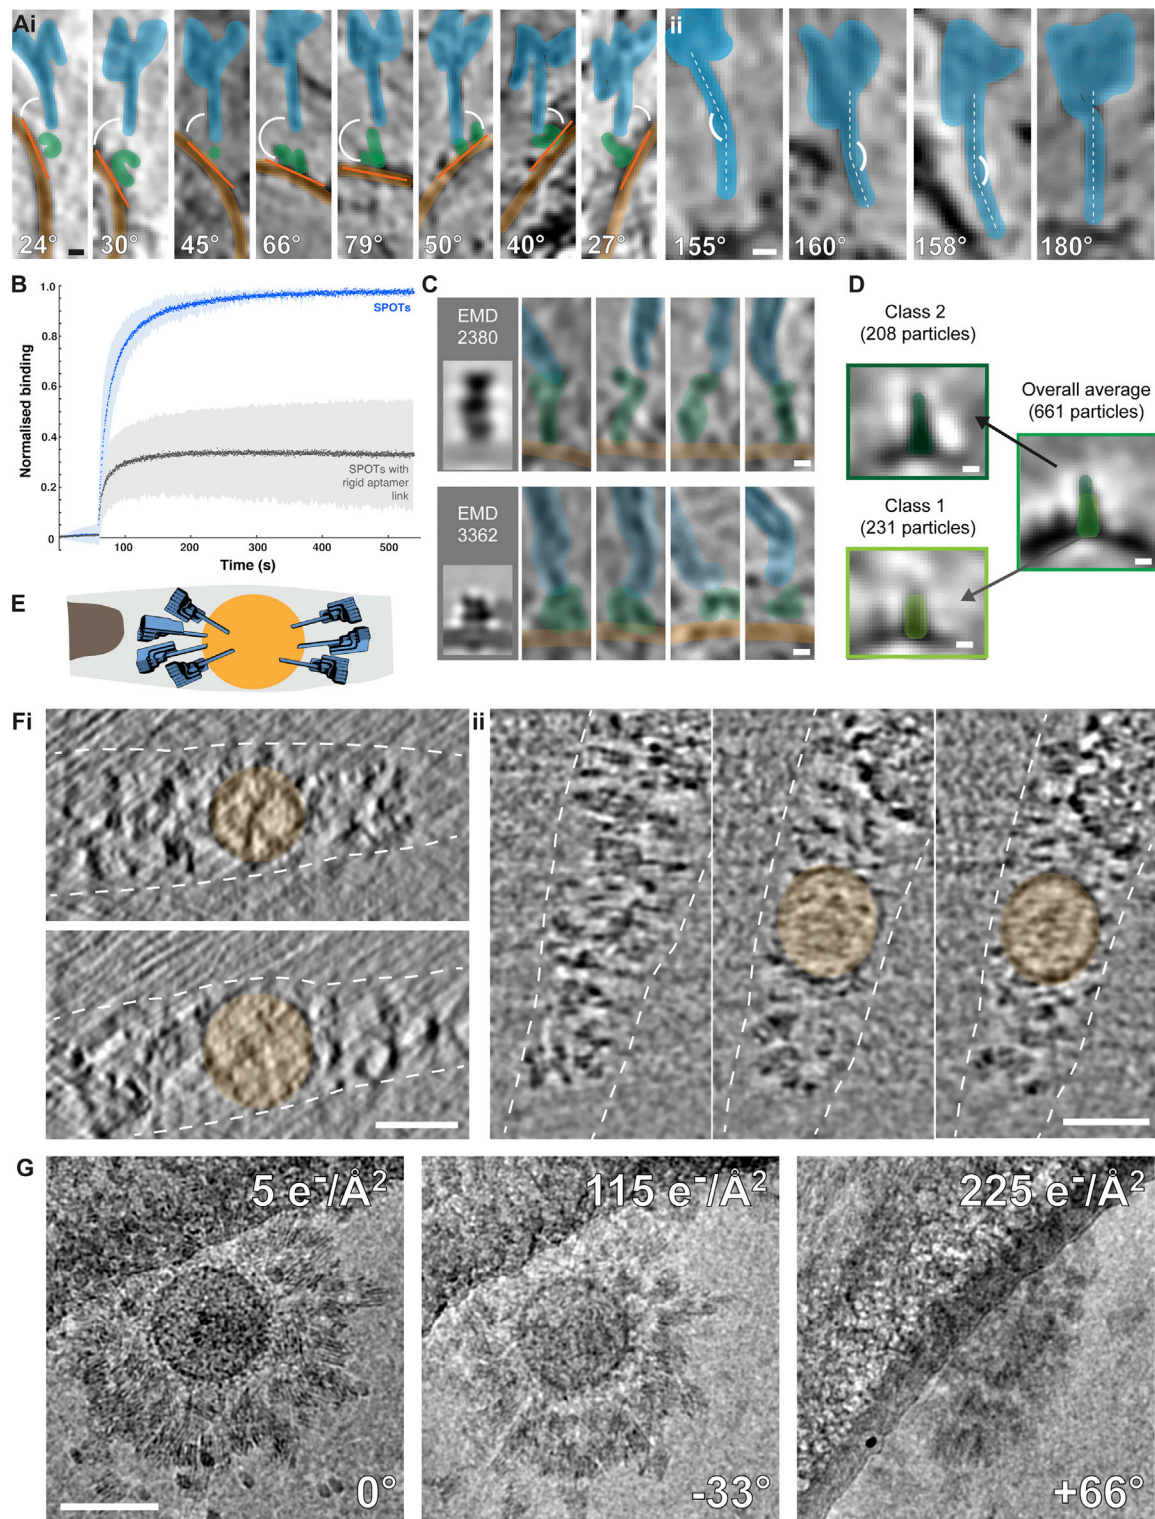 Ai
24°
30°
45°
66°
79°
50°
40°
27°
ii
155°
160°
158°
180°
B
Normalised binding
1.0
0.8
0.6
0.4
0.2
0.0
100
200
300
400
500
Time (s)
SPOTs
SPOTs with
rigid aptamer
link
C
EMD
2380
EMD
3362
D
Class 2
(208 particles)
Overall average
(661 particles)
Class 1
(231 particles)
E
Fi
ii
G
5 e⁻/Å²
0°
115 e⁻/Å²
-33°
225 e⁻/Å²
+66°